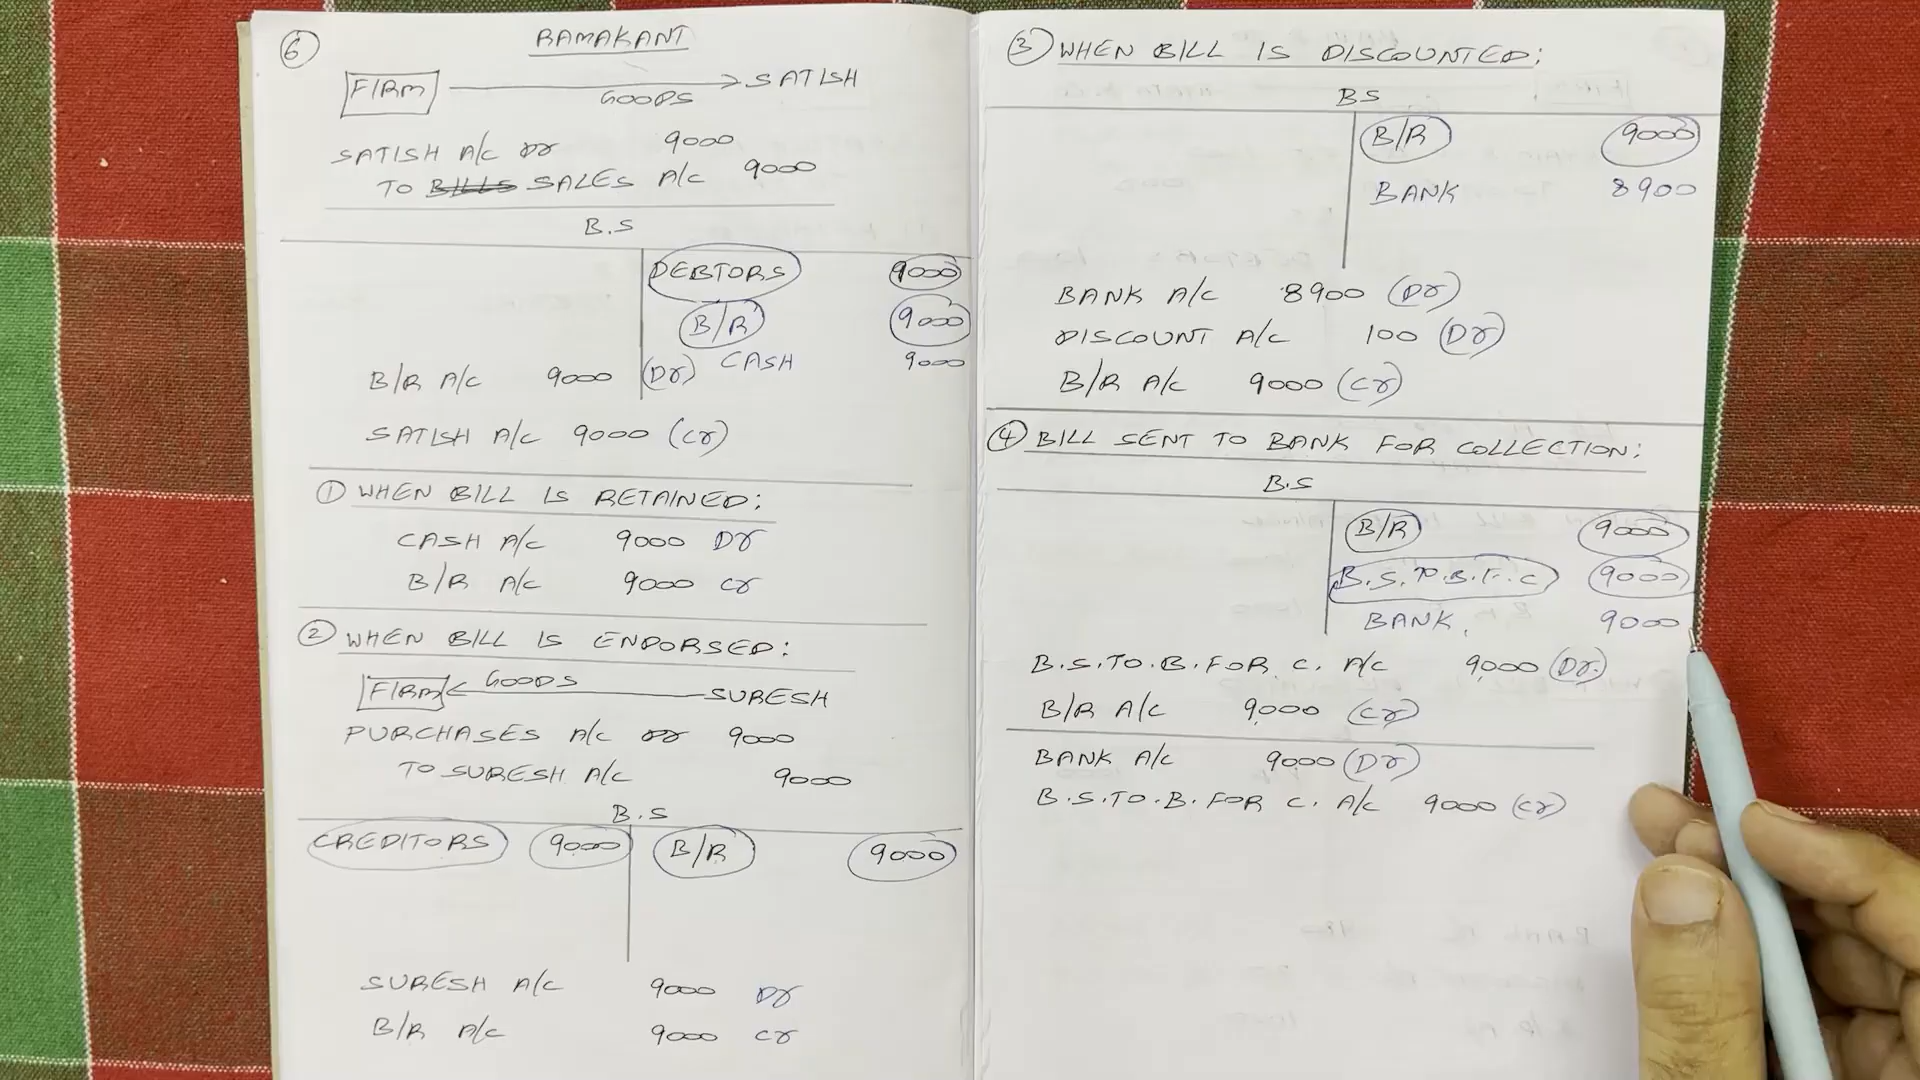 6
RAMAKANT
FIRM → SATISH
GOODS
SATISH A/c Dr 9000
TO BILLS SALES A/c 9000
B.S
DEBTORS 9000
B/R 9000
CASH 9000
B/R A/c 9000 (Dr)
SATISH A/c 9000 (Cr)
① WHEN BILL IS RETAINED:
CASH A/c 9000 Dr
B/R A/c 9000 Cr
② WHEN BILL IS ENDORSED:
FIRM ← GOODS SURESH
PURCHASES A/c Dr 9000
TO SURESH A/c 9000
B.S
CREDITORS 9000 B/R 9000
SURESH A/c 9000 Dr
B/R A/c 9000 Cr
③ WHEN BILL IS DISCOUNTED:
BS
B/R 9000
BANK 8900
BANK A/c 8900 (Dr)
DISCOUNT A/c 100 (Dr)
B/R A/c 9000 (Cr)
④ BILL SENT TO BANK FOR COLLECTION:
B.S
B/R 9000
B.S.TO.B.F.C 9000
BANK. 9000
B.S.TO.B.FOR C. A/c 9000 (Dr)
B/R A/c 9000 (Cr)
BANK A/c 9000 (Dr)
B.S.TO.B.FOR C. A/c 9000 (Cr)